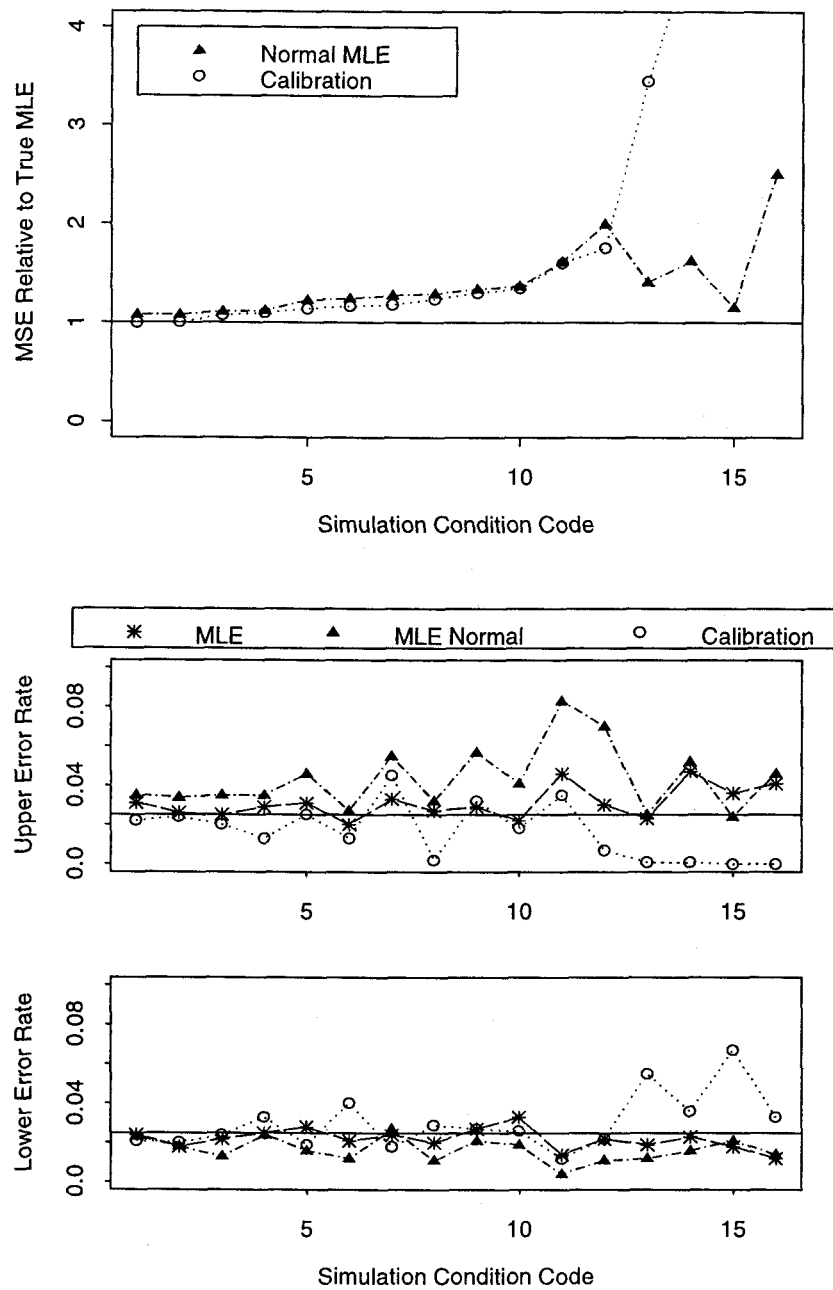 MSE Relative to True MLE
4
3
2
1
0
Normal MLE
Calibration
5
10
15
Simulation Condition Code
MLE
MLE Normal
Calibration
Upper Error Rate
0.08
0.04
0.0
5
10
15
Lower Error Rate
0.08
0.04
0.0
5
10
15
Simulation Condition Code